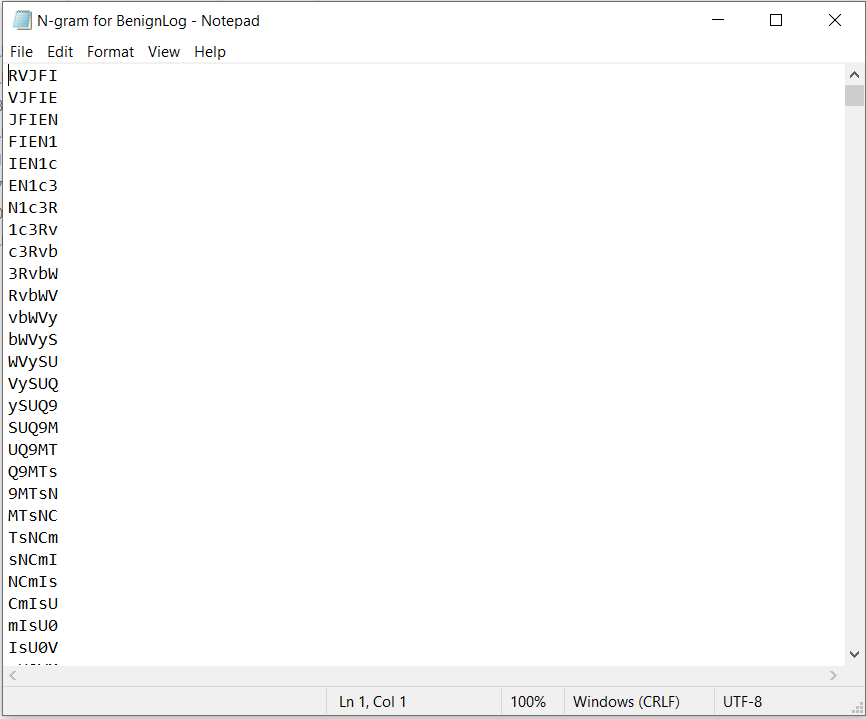 N-gram for BenignLog - Notepad
File Edit Format View Help
RVJFI
VJFIE
JFIEN
FIEN1
IEN1c
EN1c3
N1c3R
1c3Rv
c3Rvb
3RvbW
RvbWV
vbWVy
bWVyS
WVySU
VySUQ
ySUQ9
SUQ9M
UQ9MT
Q9MTs
9MTsN
MTsNC
TsNCm
sNCmI
NCmIs
CmIsU
mIsU0
IsU0V
Ln 1, Col 1 100% Windows (CRLF) UTF-8